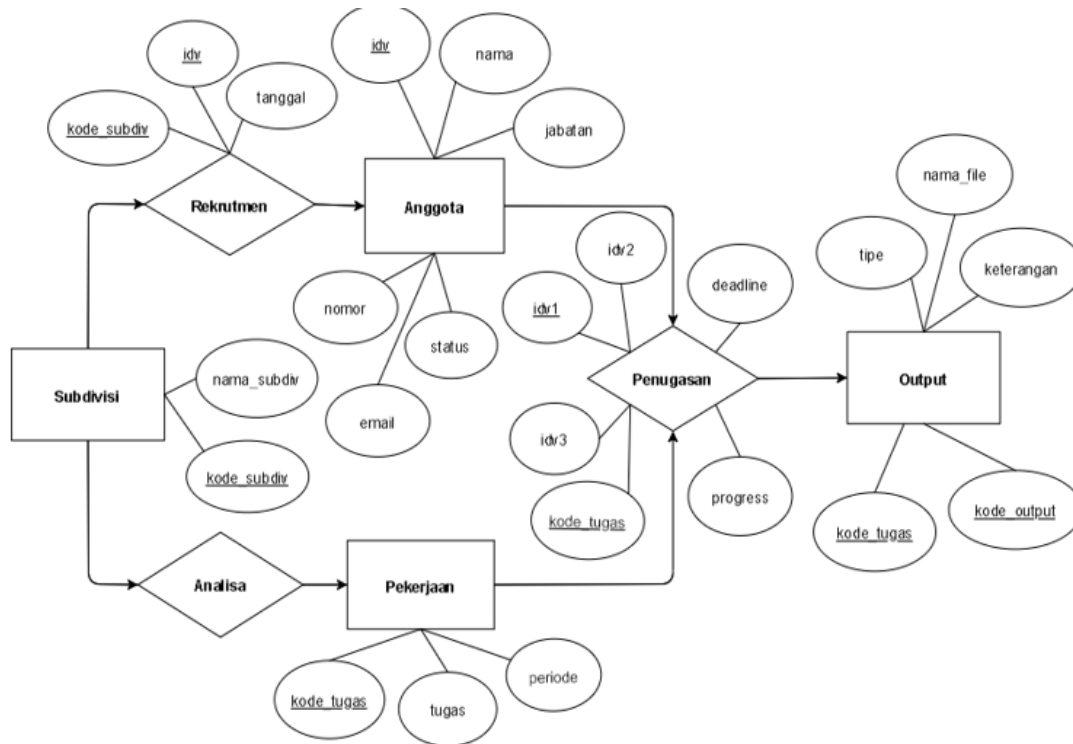 idv
tanggal
kode_subdiv
Rekrutmen
idv
nama
jabatan
Anggota
nomor
email
status
Subdivisi
nama_subdiv
kode_subdiv
Analisa
Pekerjaan
kode_tugas
tugas
periode
idv2
idv1
deadline
Penugasan
idv3
kode_tugas
progress
nama_file
tipe
keterangan
Output
kode_tugas
kode_output